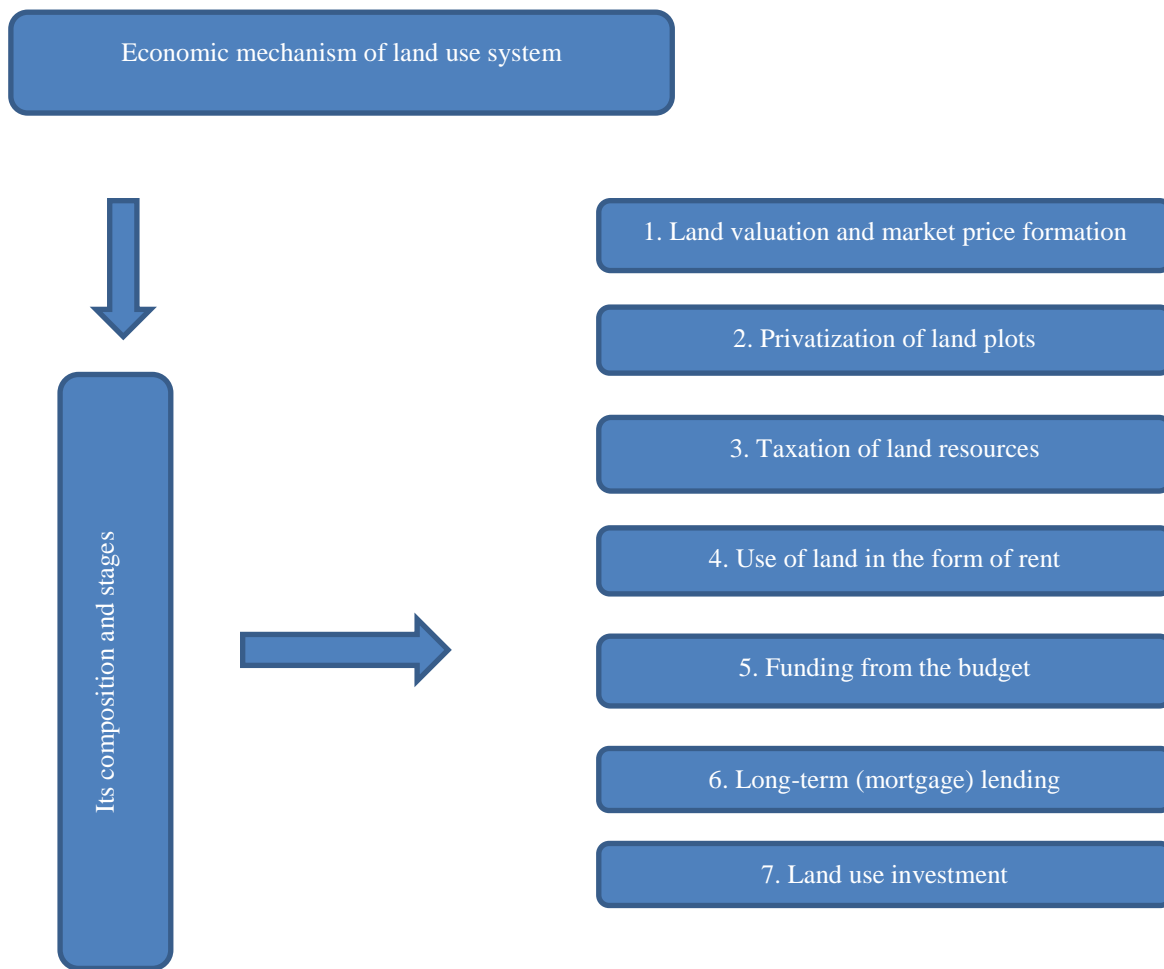 Economic mechanism of land use system
Its composition and stages
1. Land valuation and market price formation
2. Privatization of land plots
3. Taxation of land resources
4. Use of land in the form of rent
5. Funding from the budget
6. Long-term (mortgage) lending
7. Land use investment